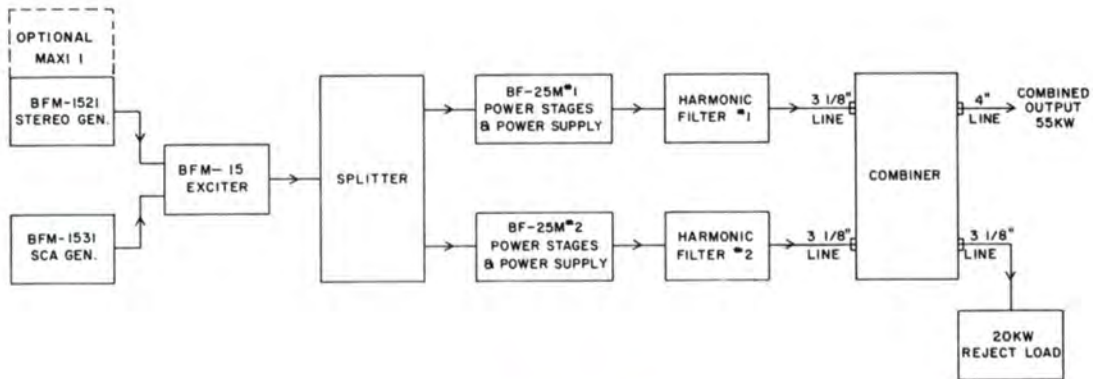 OPTIONAL
MAXI I
BFM-1521
STEREO GEN.
BFM-1531
SCA GEN.
BFM-15
EXCITER
SPLITTER
BF-25M#1
POWER STAGES
& POWER SUPPLY
HARMONIC
FILTER #1
3 1/8"
LINE
BF-25M#2
POWER STAGES
& POWER SUPPLY
HARMONIC
FILTER #2
3 1/8"
LINE
COMBINER
4"
LINE
COMBINED
OUTPUT
55KW
3 1/8"
LINE
20KW
REJECT LOAD